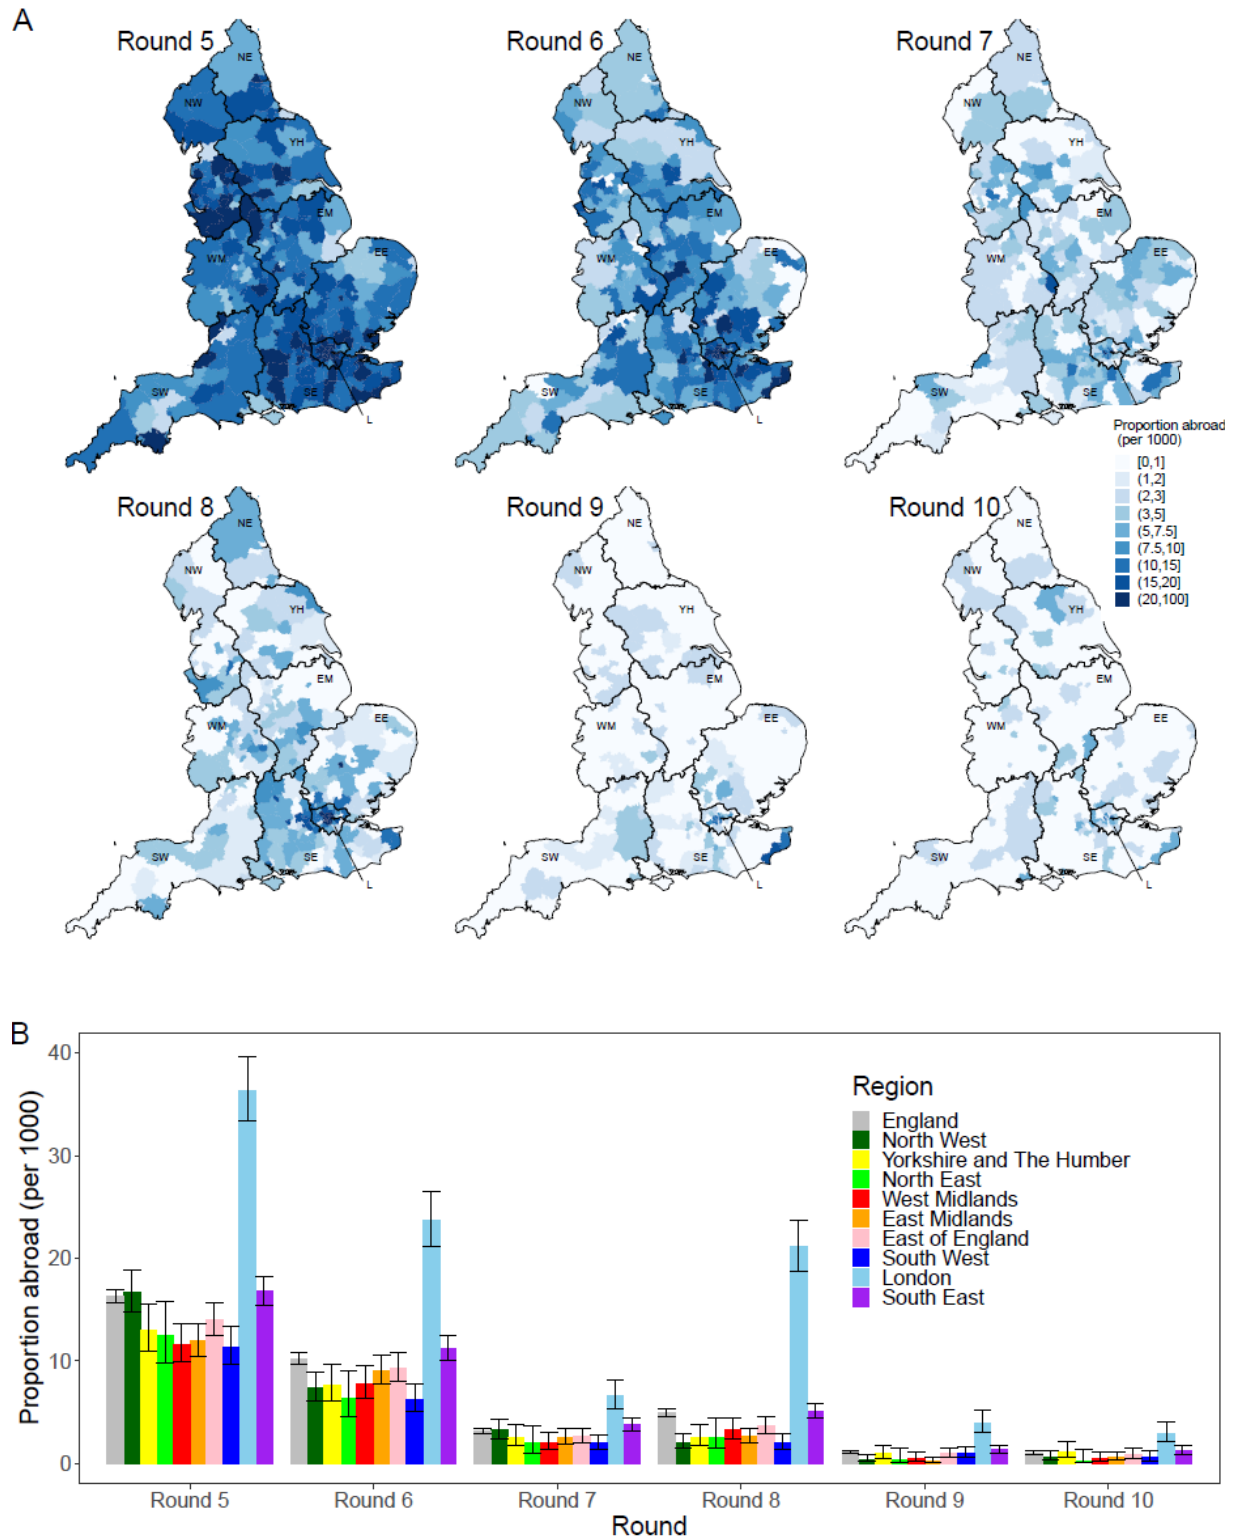 A
Round 5
Round 6
Round 7
NE
NW
YH
EM
WM
EE
SW
SE
L
NE
NW
YH
EM
WM
EE
SW
SE
L
NE
NW
YH
EM
WM
EE
SW
SE
Proportion abroad
(per 1000)
[0,1]
(1,2]
(2,3]
(3,5]
(5,7.5]
(7.5,10]
(10,15]
(15,20]
(20,100]
Round 8
Round 9
Round 10
NE
NW
YH
EM
WM
EE
SW
SE
L
NE
NW
YH
EM
WM
EE
SW
SE
L
NE
NW
YH
EM
WM
EE
SW
SE
L
B
Proportion abroad (per 1000)
40
30
20
10
0
Region
England
North West
Yorkshire and The Humber
North East
West Midlands
East Midlands
East of England
South West
London
South East
Round 5
Round 6
Round 7
Round 8
Round 9
Round 10
Round